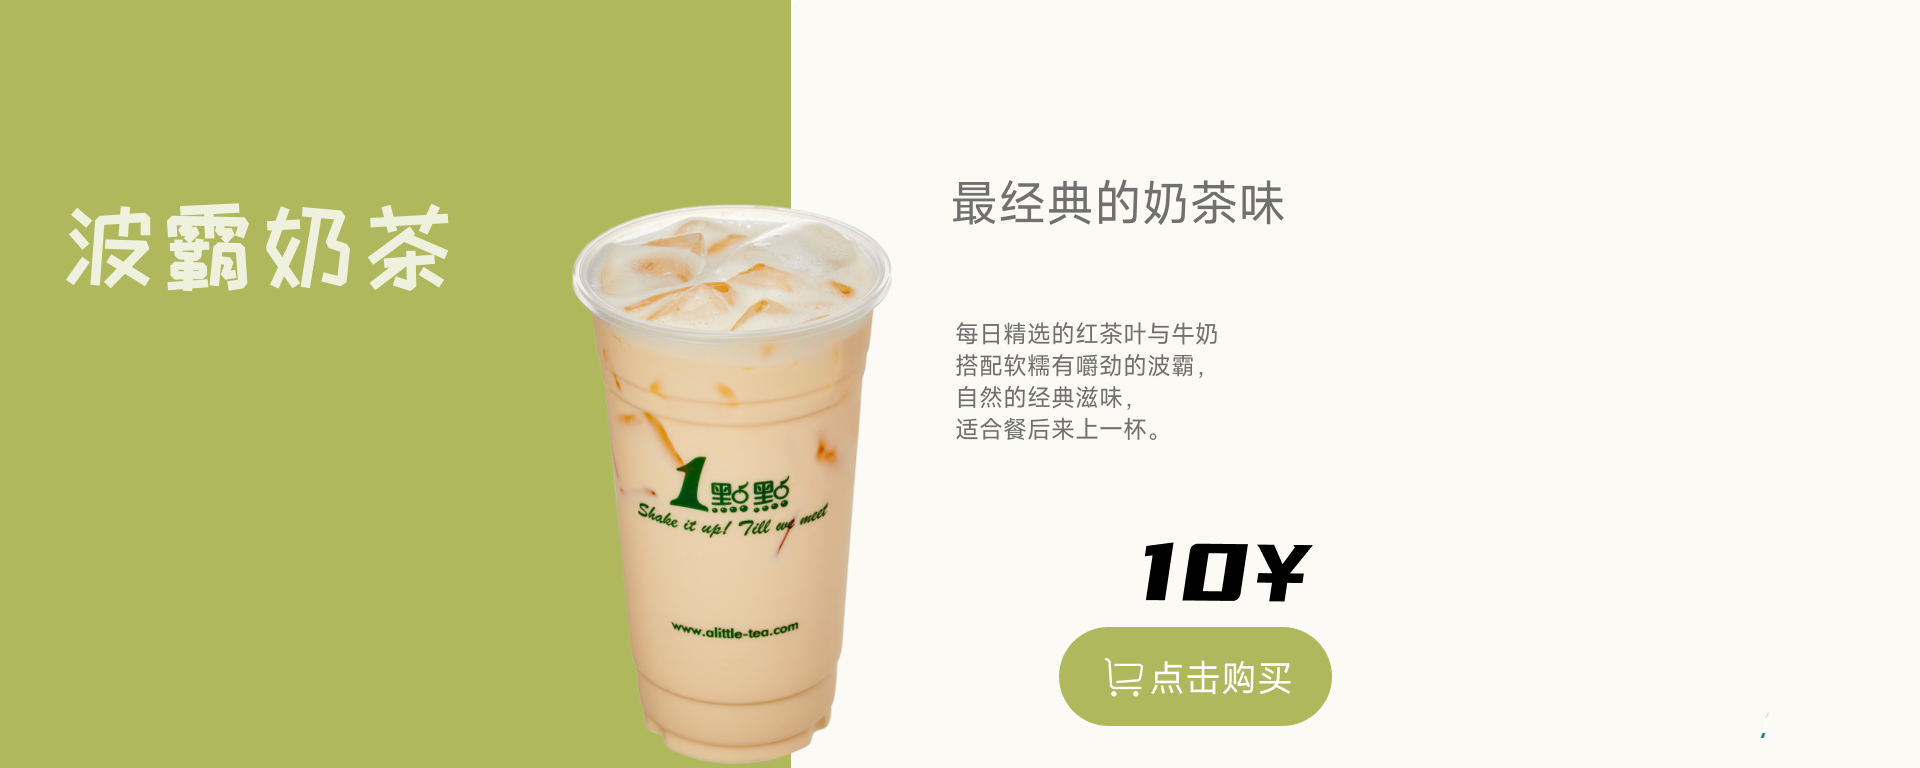 波霸奶茶
最经典的奶茶味
每日精选的红茶叶与牛奶
搭配软糯有嚼劲的波霸，
自然的经典滋味，
适合餐后来上一杯。
1點點
Shake it up! Till we meet
www.alittle-tea.com
10¥
点击购买